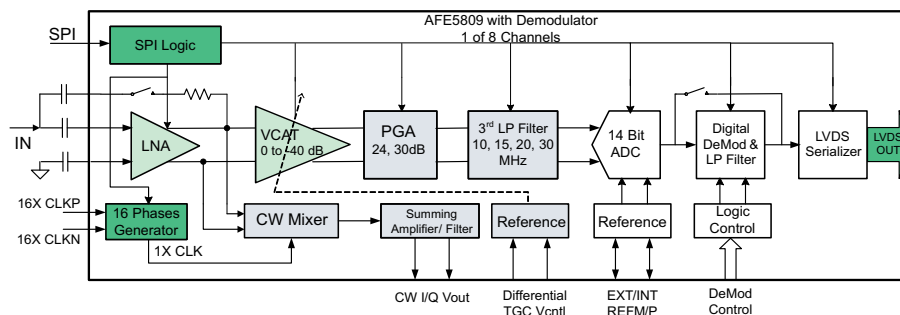 AFE5809 with Demodulator
1 of 8 Channels
SPI
SPI Logic
IN
LNA
VCAT
0 to -40 dB
PGA
24, 30dB
3rd LP Filter
10, 15, 20, 30
MHz
14 Bit
ADC
Digital
DeMod &
LP Filter
LVDS
Serializer
LVDS
OUT
16X CLKP
16X CLKN
16 Phases
Generator
1X CLK
CW Mixer
Summing
Amplifier/ Filter
Reference
Reference
Logic
Control
CW I/Q Vout
Differential
TGC Vcntl
EXT/INT
REFM/P
DeMod
Control